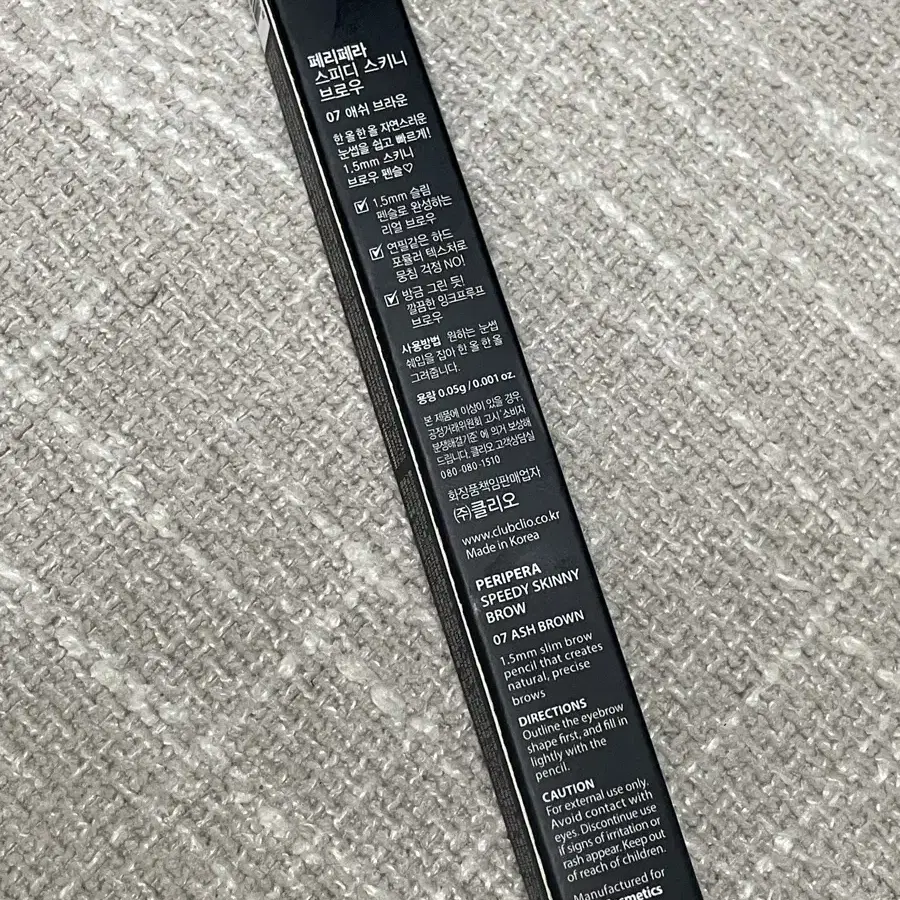 페리페라
스피디 스키니
브로우
07 애쉬 브라운
한 올 한 올 자연스러운
눈썹을 쉽고 빠르게!
1.5mm 스키니
브로우 펜슬♡
☑ 1.5mm 슬림
펜슬로 완성하는
리얼 브로우
☑ 연필같은 하드
포뮬러 텍스처로
뭉침 걱정 NO!
☑ 방금 그린 듯!
깔끔한 잉크프루프
브로우
사용방법 원하는 눈썹
쉐입을 잡아 한 올 한 올
그려줍니다.
용량 0.05g / 0.001 oz.
본 제품에 이상이 있을 경우,
공정거래위원회 고시 '소비자
분쟁해결기준'에 의거 보상해
드립니다. 클리오 고객상담실
080-080-1510
화장품책임판매업자
(주)클리오
www.clubclio.co.kr
Made in Korea
PERIPERA
SPEEDY SKINNY
BROW
07 ASH BROWN
1.5mm slim brow
pencil that creates
natural, precise
brows
DIRECTIONS
Outline the eyebrow
shape first, and fill in
lightly with the
pencil.
CAUTION
For external use only.
Avoid contact with
eyes. Discontinue use
if signs of irritation or
rash appear. Keep out
of reach of children.
Manufactured for